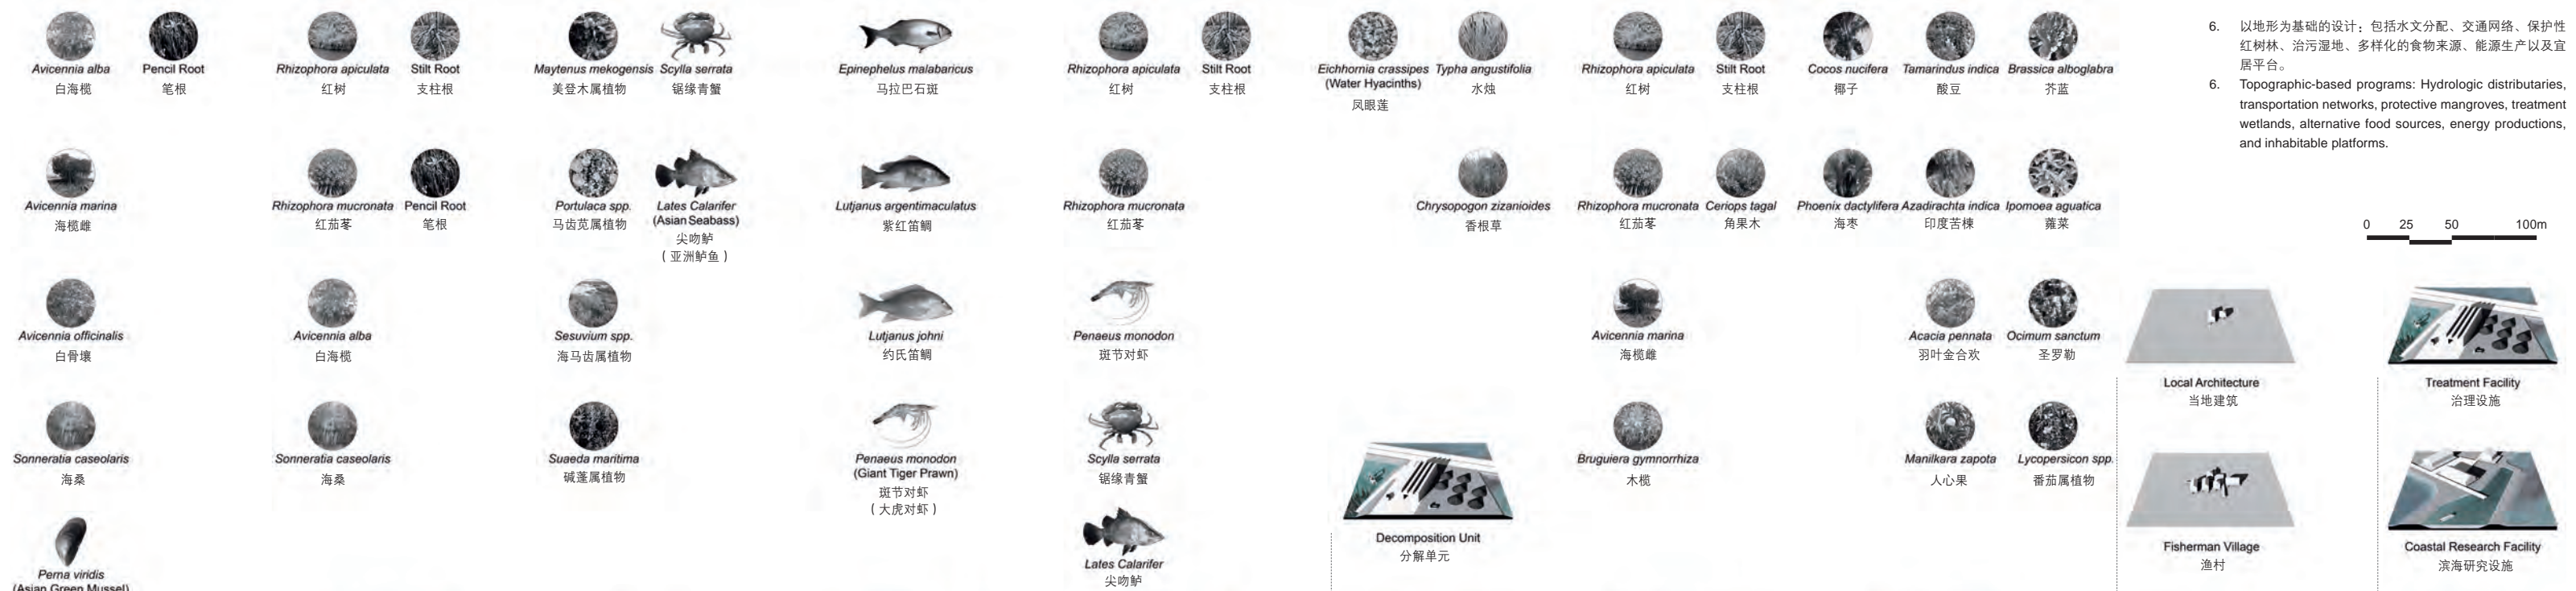 Avicennia alba
白海榄
Pencil Root
笔根
Rhizophora apiculata
红树
Stilt Root
支柱根
Maytenus mekogensis
美登木属植物
Scylla serrata
锯缘青蟹
Epinephelus malabaricus
马拉巴石斑
Rhizophora apiculata
红树
Stilt Root
支柱根
Eichhornia crassipes
(Water Hyacinths)
凤眼莲
Typha angustifolia
水烛
Rhizophora apiculata
红树
Stilt Root
支柱根
Cocos nucifera
椰子
Tamarindus indica
酸豆
Brassica alboglabra
芥蓝
6. 以地形为基础的设计：包括水文分配、交通网络、保护性
红树林、治污湿地、多样化的食物来源、能源生产以及宜
居平台。
6. Topographic-based programs: Hydrologic distributaries,
transportation networks, protective mangroves, treatment
wetlands, alternative food sources, energy productions,
and inhabitable platforms.
Avicennia marina
海榄雌
Rhizophora mucronata
红茄苳
Pencil Root
笔根
Portulaca spp.
马齿苋属植物
Lates Calarifer
(Asian Seabass)
尖吻鲈
（亚洲鲈鱼）
Lutjanus argentimaculatus
紫红笛鲷
Rhizophora mucronata
红茄苳
Chrysopogon zizanioides
香根草
Rhizophora mucronata
红茄苳
Ceriops tagal
角果木
Phoenix dactylifera
海枣
Azadirachta indica
印度苦楝
Ipomoea aguatica
蕹菜
0 25 50 100m
Avicennia officinalis
白骨壤
Avicennia alba
白海榄
Sesuvium spp.
海马齿属植物
Lutjanus johni
约氏笛鲷
Penaeus monodon
斑节对虾
Avicennia marina
海榄雌
Acacia pennata
羽叶金合欢
Ocimum sanctum
圣罗勒
Local Architecture
当地建筑
Treatment Facility
治理设施
Sonneratia caseolaris
海桑
Sonneratia caseolaris
海桑
Suaeda maritima
碱蓬属植物
Penaeus monodon
(Giant Tiger Prawn)
斑节对虾
（大虎对虾）
Scylla serrata
锯缘青蟹
Decomposition Unit
分解单元
Bruguiera gymnorrhiza
木榄
Manilkara zapota
人心果
Lycopersicon spp.
番茄属植物
Fisherman Village
渔村
Coastal Research Facility
滨海研究设施
Perna viridis
(Asian Green Mussel)
Lates Calarifer
尖吻鲈